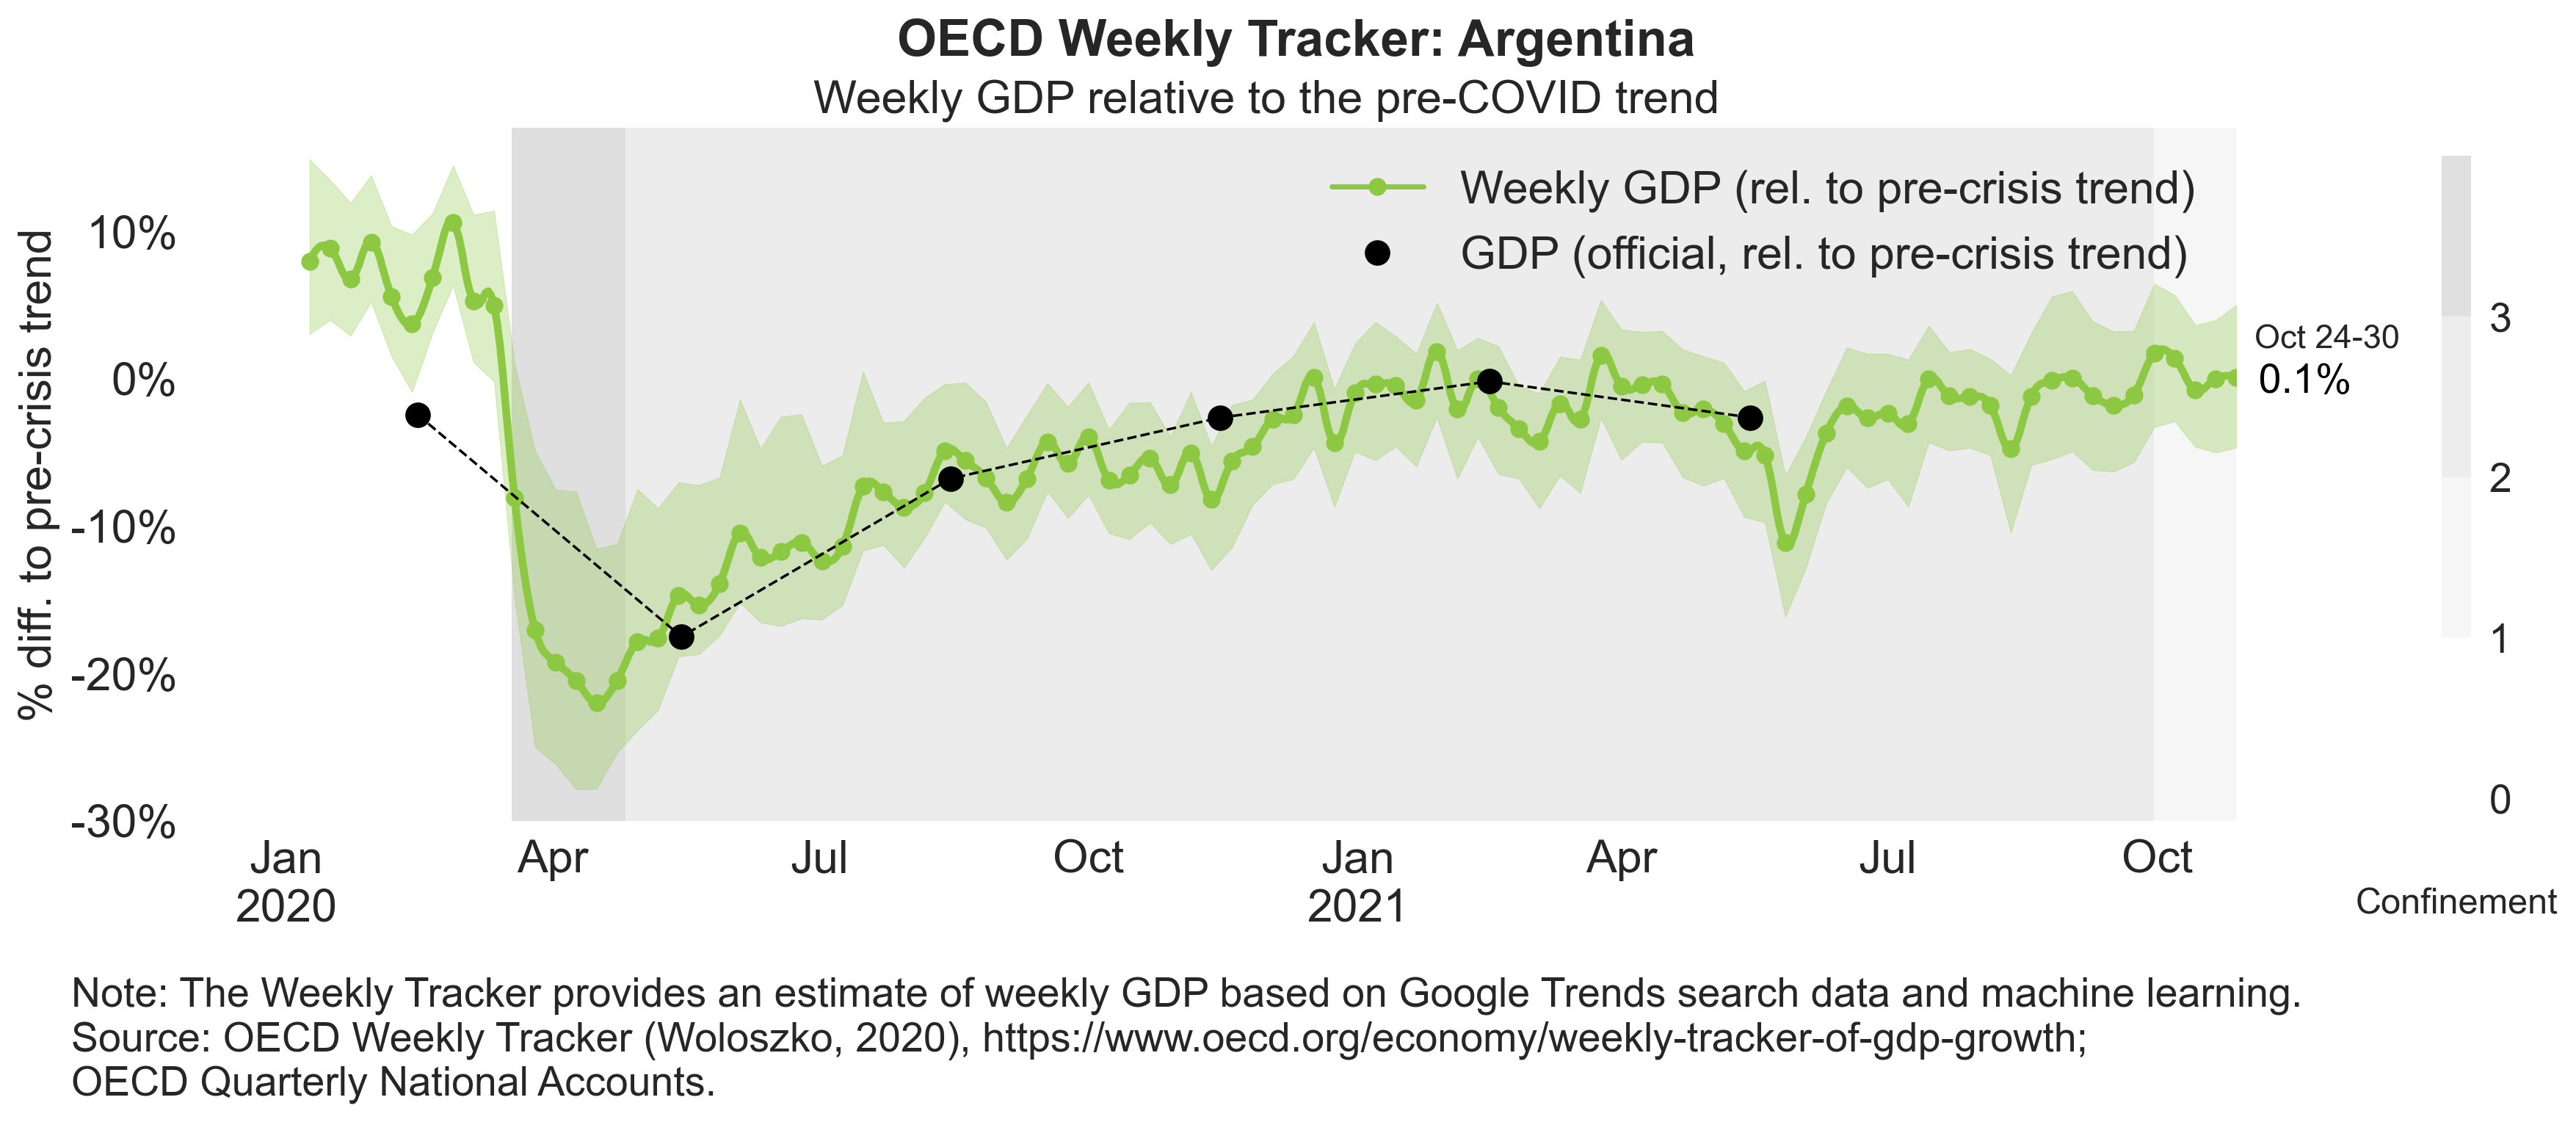 OECD Weekly Tracker: Argentina
Weekly GDP relative to the pre-COVID trend
% diff. to pre-crisis trend
10%
0%
-10%
-20%
-30%
Weekly GDP (rel. to pre-crisis trend)
GDP (official, rel. to pre-crisis trend)
Oct 24-30
0.1%
3
2
1
0
Confinement
Jan Apr Jul Oct Jan Apr Jul Oct
2020 2021
Note: The Weekly Tracker provides an estimate of weekly GDP based on Google Trends search data and machine learning.
Source: OECD Weekly Tracker (Woloszko, 2020), https://www.oecd.org/economy/weekly-tracker-of-gdp-growth;
OECD Quarterly National Accounts.